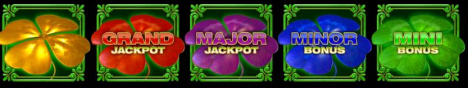 GRAND
JACKPOT
MAJOR
JACKPOT
MINOR
BONUS
MINI
BONUS